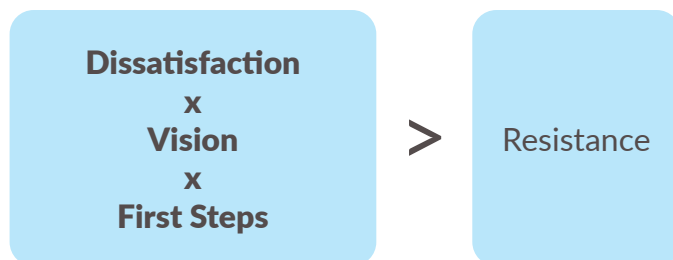 Dissatisfaction
x
Vision
x
First Steps
>
Resistance